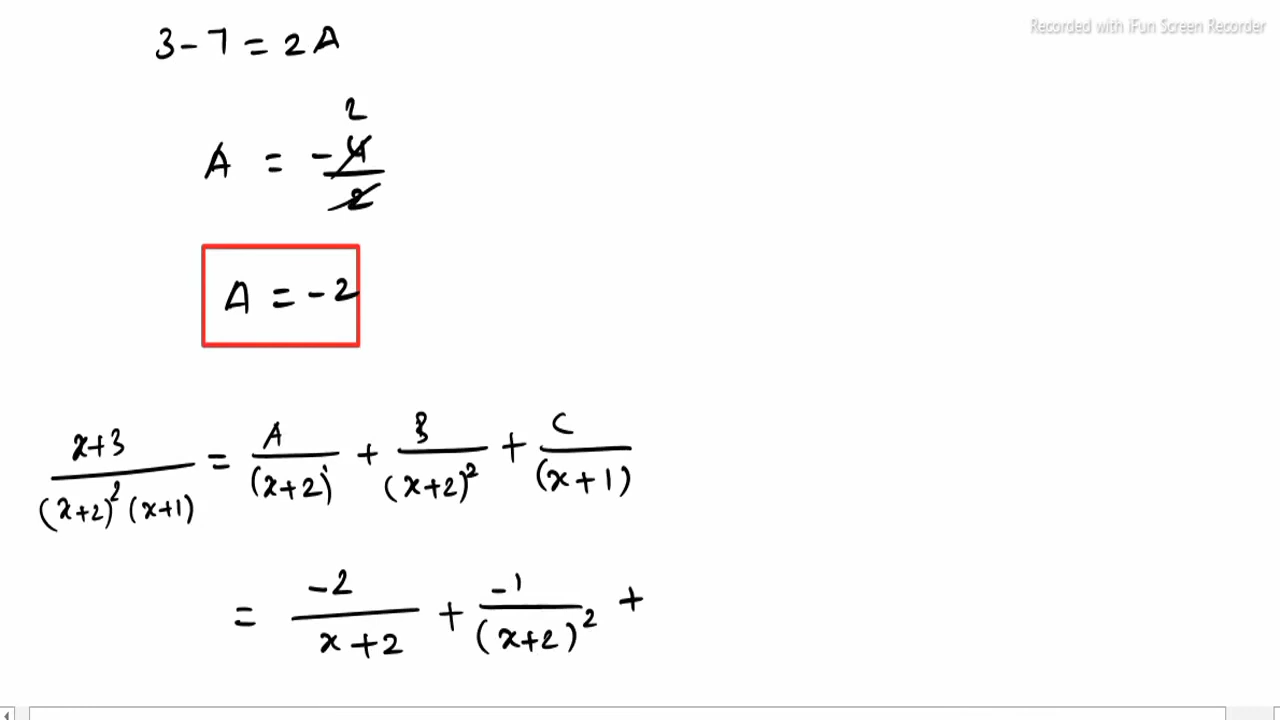 Recorded with iFun Screen Recorder
3 - 7 = 2A
2
A = -4/2
A = -2
x+3/(x+2)²(x+1) = A/(x+2) + B/(x+2)² + C/(x+1)
= -2/x+2 + -1/(x+2)² +